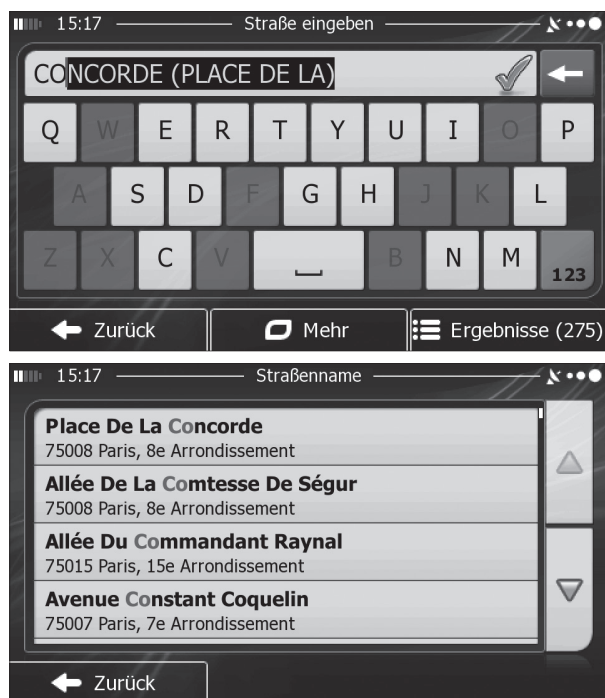 15:17 Straße eingeben
CONCORDE (PLACE DE LA)
Q W E R T Y U I O P
A S D F G H J K L
Z X C V B N M 123
Zurück Mehr Ergebnisse (275)
15:17 Straßenname
Place De La Concorde
75008 Paris, 8e Arrondissement
Allée De La Comtesse De Ségur
75008 Paris, 8e Arrondissement
Allée Du Commandant Raynal
75015 Paris, 15e Arrondissement
Avenue Constant Coquelin
75007 Paris, 7e Arrondissement
Zurück